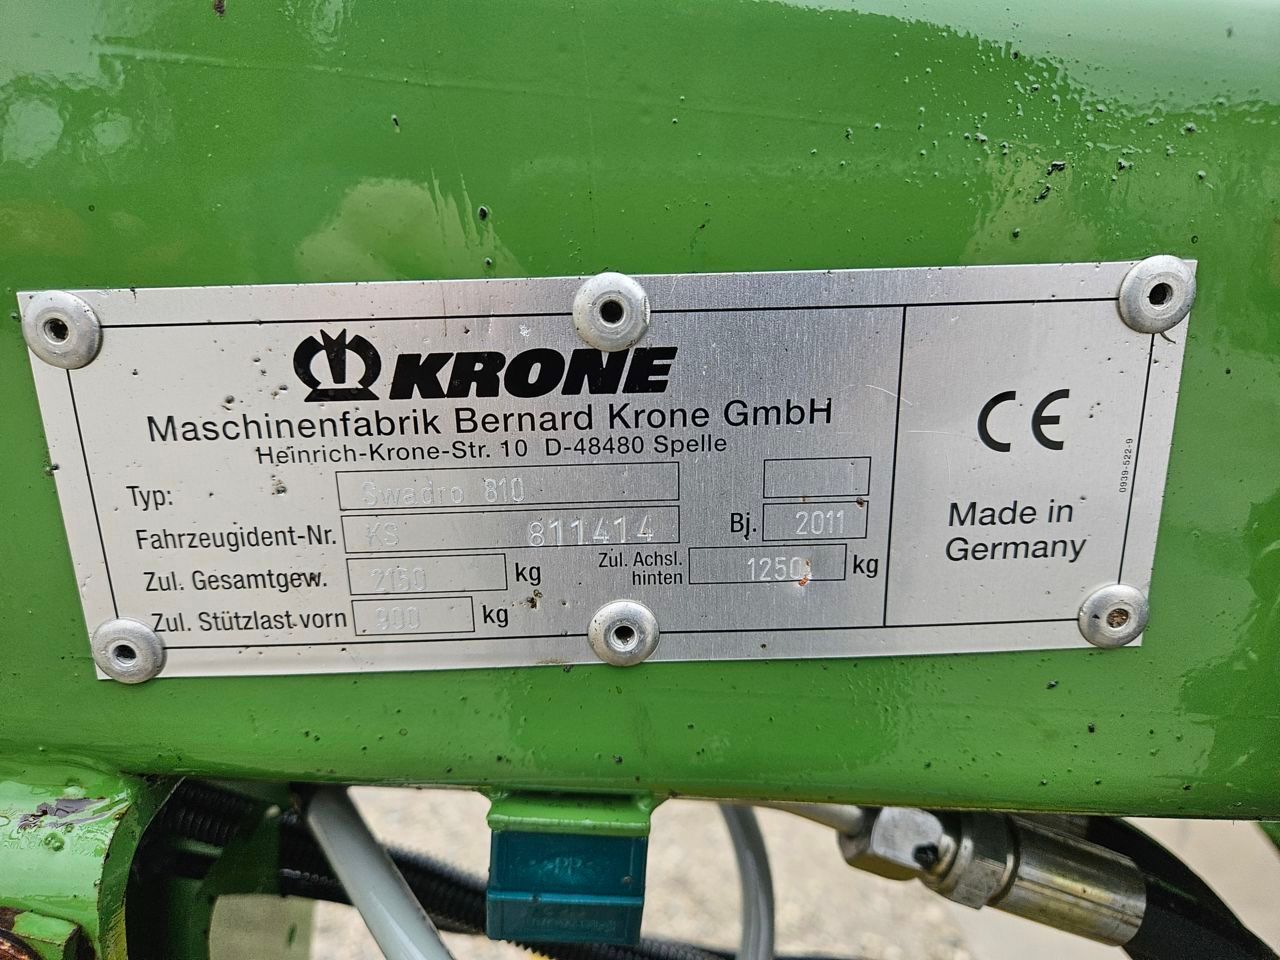 KRONE
Maschinenfabrik Bernard Krone GmbH
Heinrich-Krone-Str. 10 D-48480 Spelle
Typ: Swadro 810
Fahrzeugident-Nr. KS 811414 Bj. 2011
Zul. Gesamtgew. 2150 kg Zul. Achsl. hinten 1250 kg
Zul. Stützlast vorn 900 kg
CE
Made in
Germany
0939-522-9